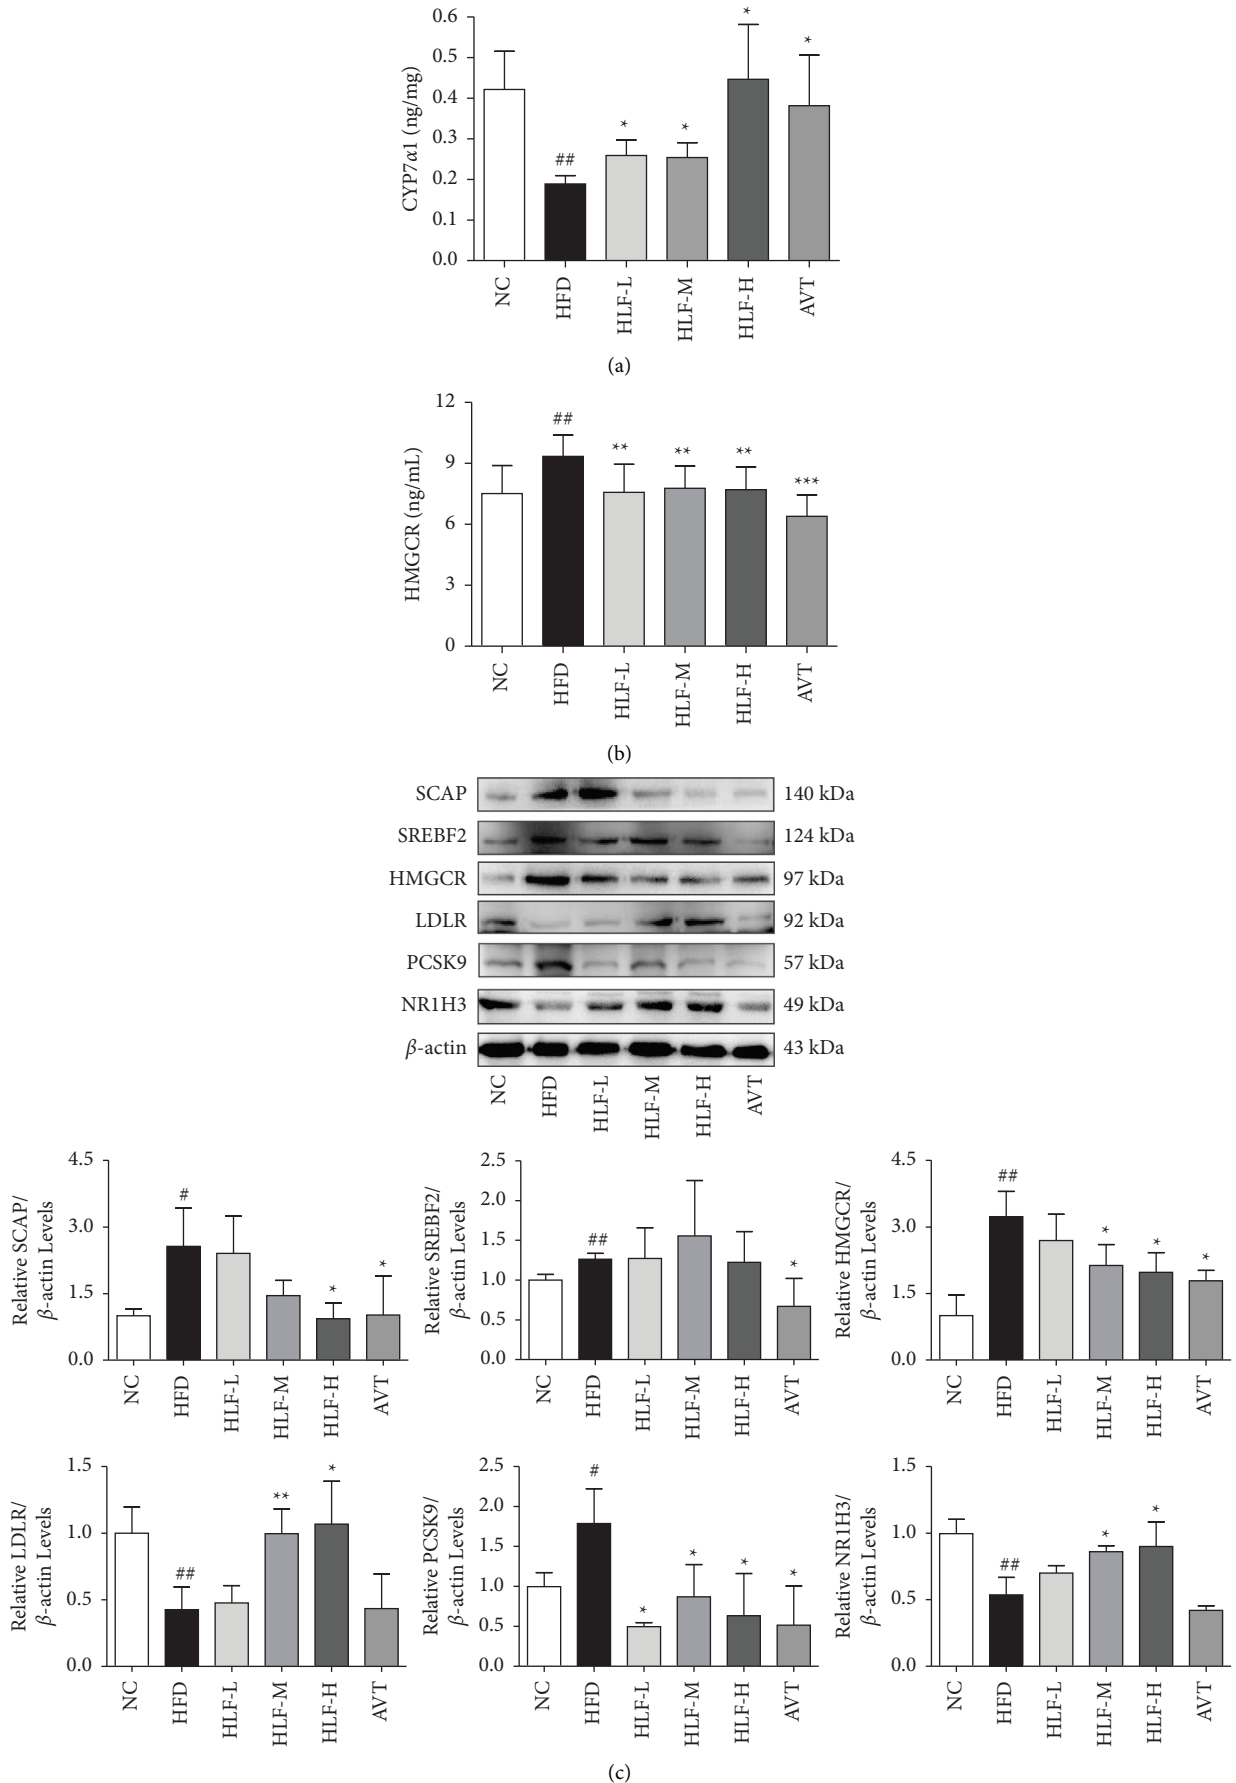 0.6
0.5
0.4
0.3
0.2
0.1
0.0
CYP7α1 (ng/mg)
##
*
*
*
*
NC
HFD
HLF-L
HLF-M
HLF-H
AVT
(a)
12
9
6
3
0
HMGCR (ng/mL)
##
**
**
**
***
NC
HFD
HLF-L
HLF-M
HLF-H
AVT
(b)
SCAP 140 kDa
SREBF2 124 kDa
HMGCR 97 kDa
LDLR 92 kDa
PCSK9 57 kDa
NR1H3 49 kDa
β-actin 43 kDa
NC
HFD
HLF-L
HLF-M
HLF-H
AVT
Relative SCAP/
β-actin Levels
4.5
3.0
1.5
0.0
#
*
*
NC
HFD
HLF-L
HLF-M
HLF-H
AVT
Relative SREBF2/
β-actin Levels
2.5
2.0
1.5
1.0
0.5
0.0
##
*
NC
HFD
HLF-L
HLF-M
HLF-H
AVT
Relative HMGCR/
β-actin Levels
4.5
3.0
1.5
0.0
##
*
*
*
NC
HFD
HLF-L
HLF-M
HLF-H
AVT
Relative LDLR/
β-actin Levels
1.5
1.0
0.5
0.0
##
**
*
NC
HFD
HLF-L
HLF-M
HLF-H
AVT
Relative PCSK9/
β-actin Levels
2.5
2.0
1.5
1.0
0.5
0.0
#
*
*
*
*
NC
HFD
HLF-L
HLF-M
HLF-H
AVT
Relative NR1H3/
β-actin Levels
1.5
1.0
0.5
0.0
##
*
*
NC
HFD
HLF-L
HLF-M
HLF-H
AVT
(c)